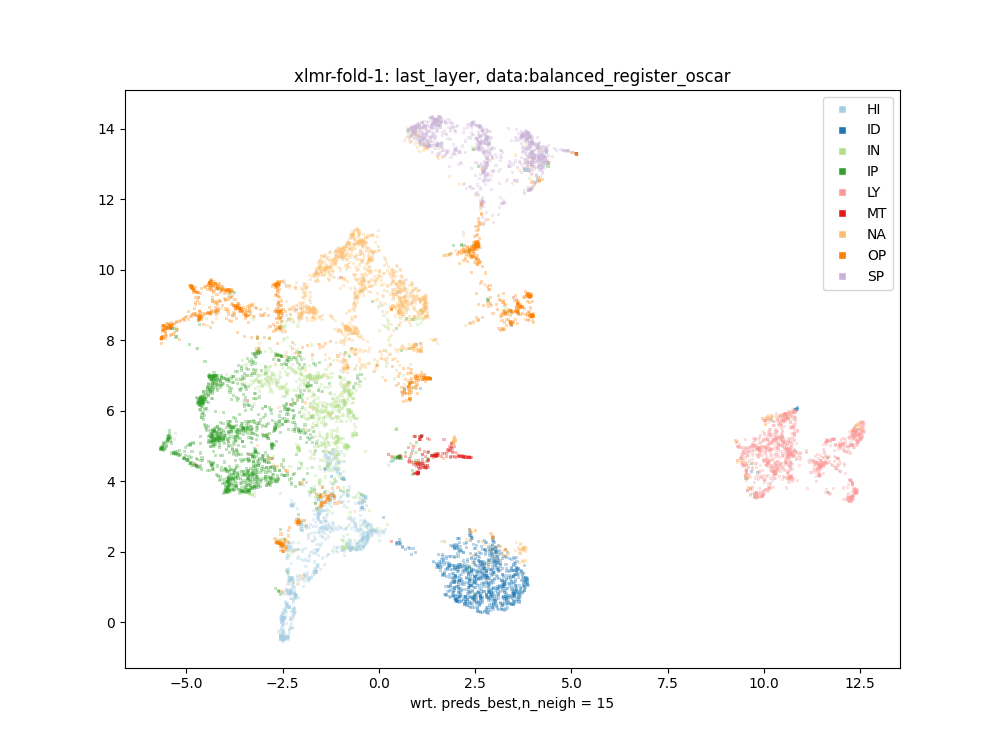 xlmr-fold-1: last_layer, data:balanced_register_oscar
HI
ID
IN
IP
LY
MT
NA
OP
SP
14
12
10
8
6
4
2
0
−5.0 −2.5 0.0 2.5 5.0 7.5 10.0 12.5
wrt. preds_best,n_neigh = 15